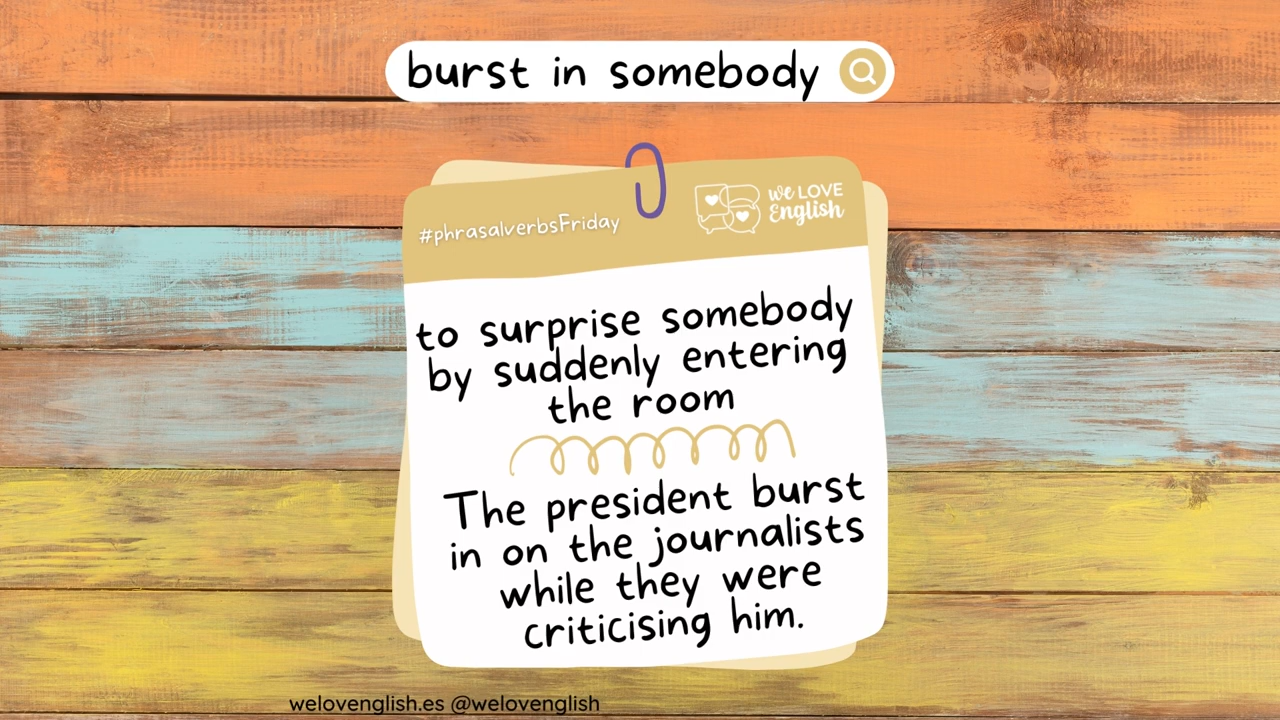 burst in somebody
#phrasalverbsFriday
we LOVE
English
to surprise somebody
by suddenly entering
the room
The president burst
in on the journalists
while they were
criticising him.
welovenglish.es @welovenglish